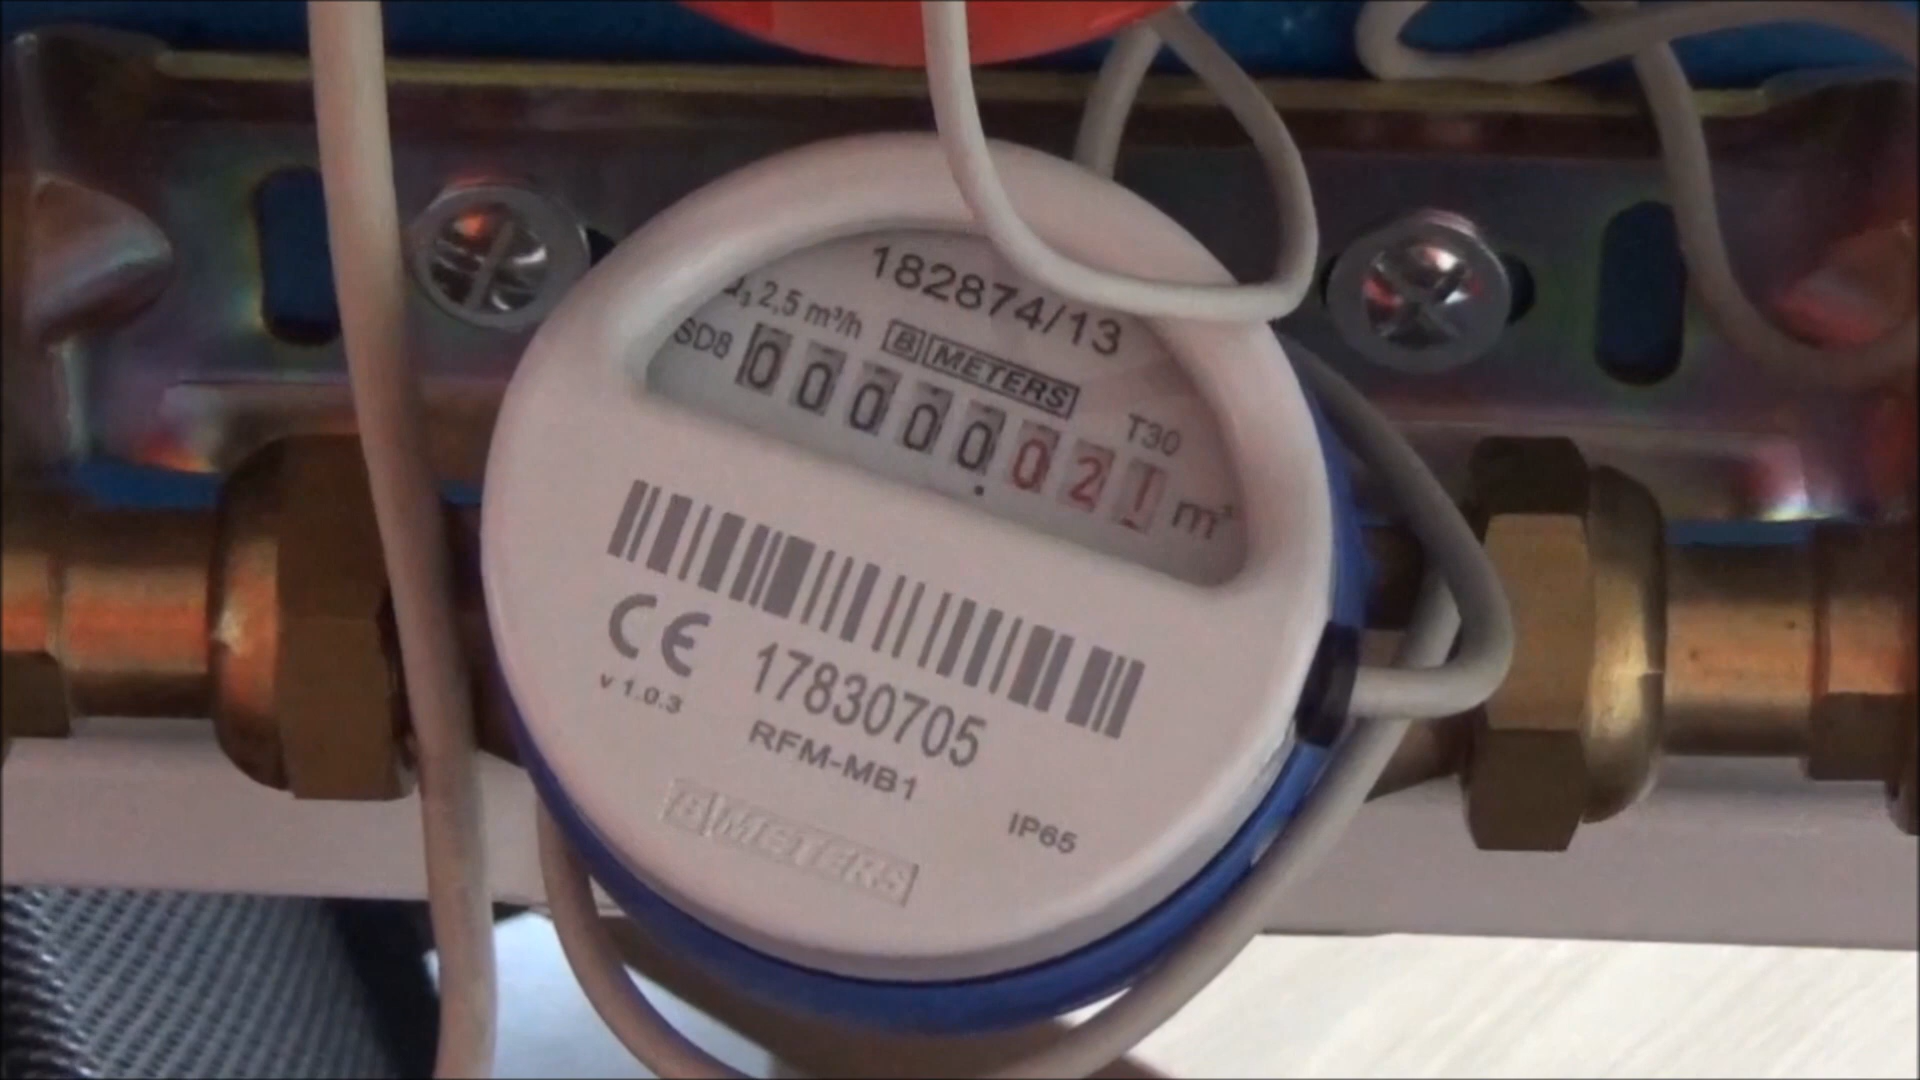 182874/13
Q₃ 2,5 m³/h
B METERS
SD8 00000021 m³
T30
CE 17830705
v 1.0.3
RFM-MB1
IP65
B METERS